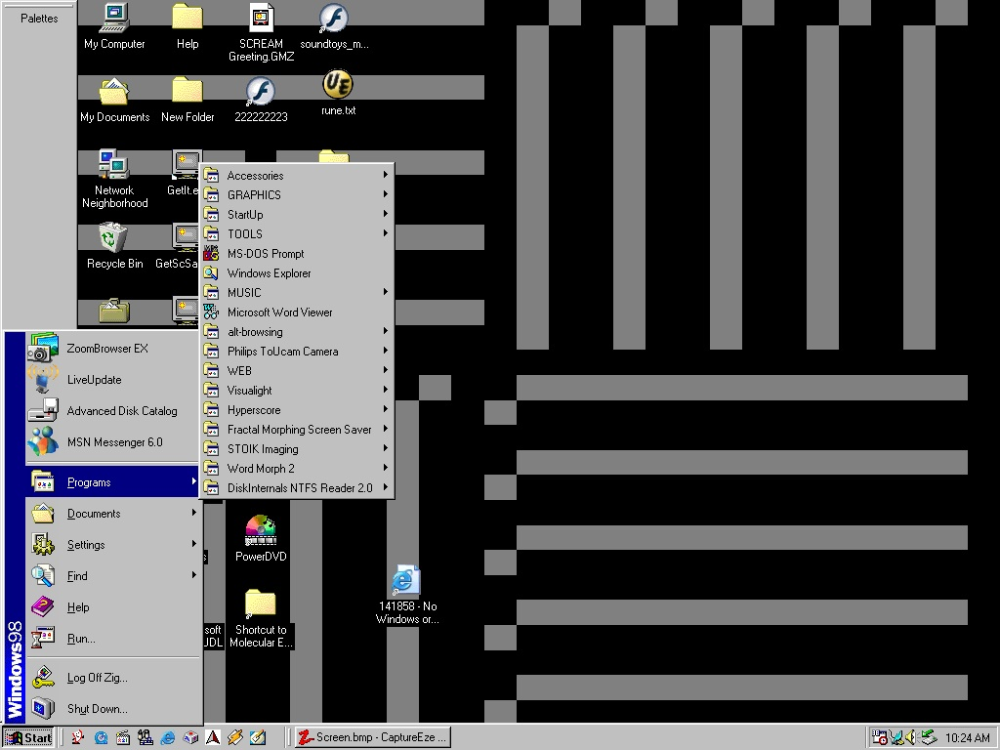 Palettes
My Computer
Help
SCREAM
Greeting.GMZ
soundtoys_m...
My Documents
New Folder
222222223
rune.txt
Network
Neighborhood
GetIt.e
Recycle Bin
GetScSa
Accessories
GRAPHICS
StartUp
TOOLS
MS-DOS Prompt
Windows Explorer
MUSIC
Microsoft Word Viewer
alt-browsing
Philips ToUcam Camera
WEB
Visualight
Hyperscore
Fractal Morphing Screen Saver
STOIK Imaging
Word Morph 2
DiskInternals NTFS Reader 2.0
ZoomBrowser EX
LiveUpdate
Advanced Disk Catalog
MSN Messenger 6.0
Programs
Documents
Settings
Find
Help
Run...
Log Off Zig...
Shut Down...
Windows98
PowerDVD
soft
JDL
Shortcut to
Molecular E...
141858 - No
Windows or...
Start
Screen.bmp - CaptureEze ...
10:24 AM